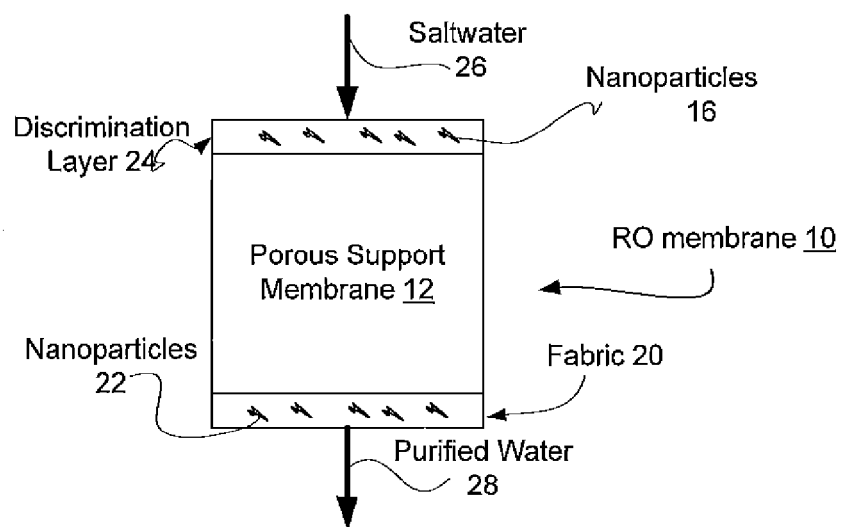 Saltwater
26
Nanoparticles
16
Discrimination
Layer 24
Porous Support
Membrane 12
RO membrane 10
Nanoparticles
22
Fabric 20
Purified Water
28